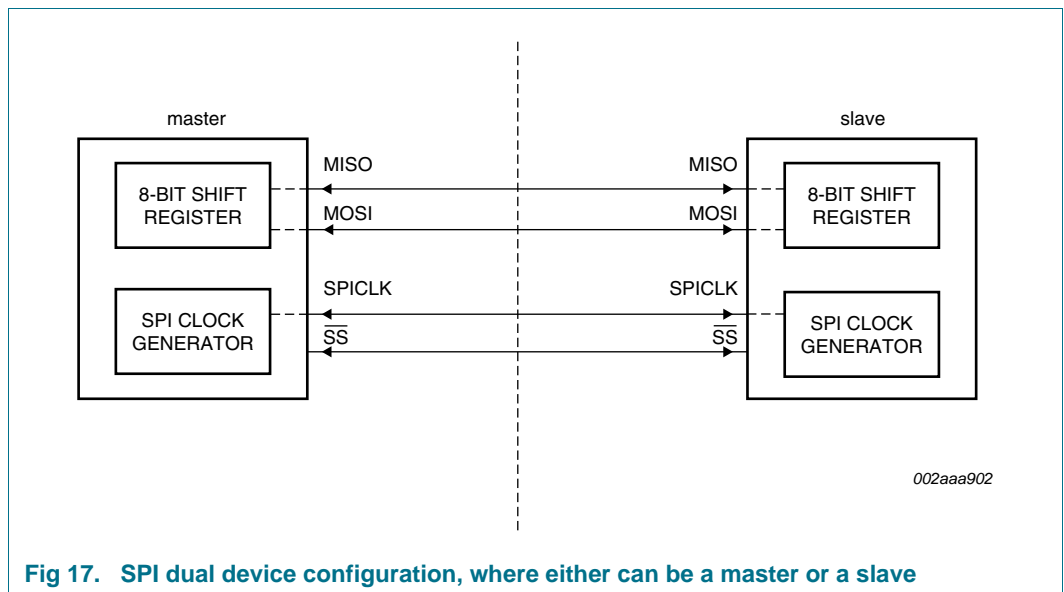 master
slave
8-BIT SHIFT
REGISTER
MISO
MISO
MOSI
MOSI
8-BIT SHIFT
REGISTER
SPI CLOCK
GENERATOR
SPICLK
SPICLK
SS
SS
SPI CLOCK
GENERATOR
002aaa902
Fig 17. SPI dual device configuration, where either can be a master or a slave